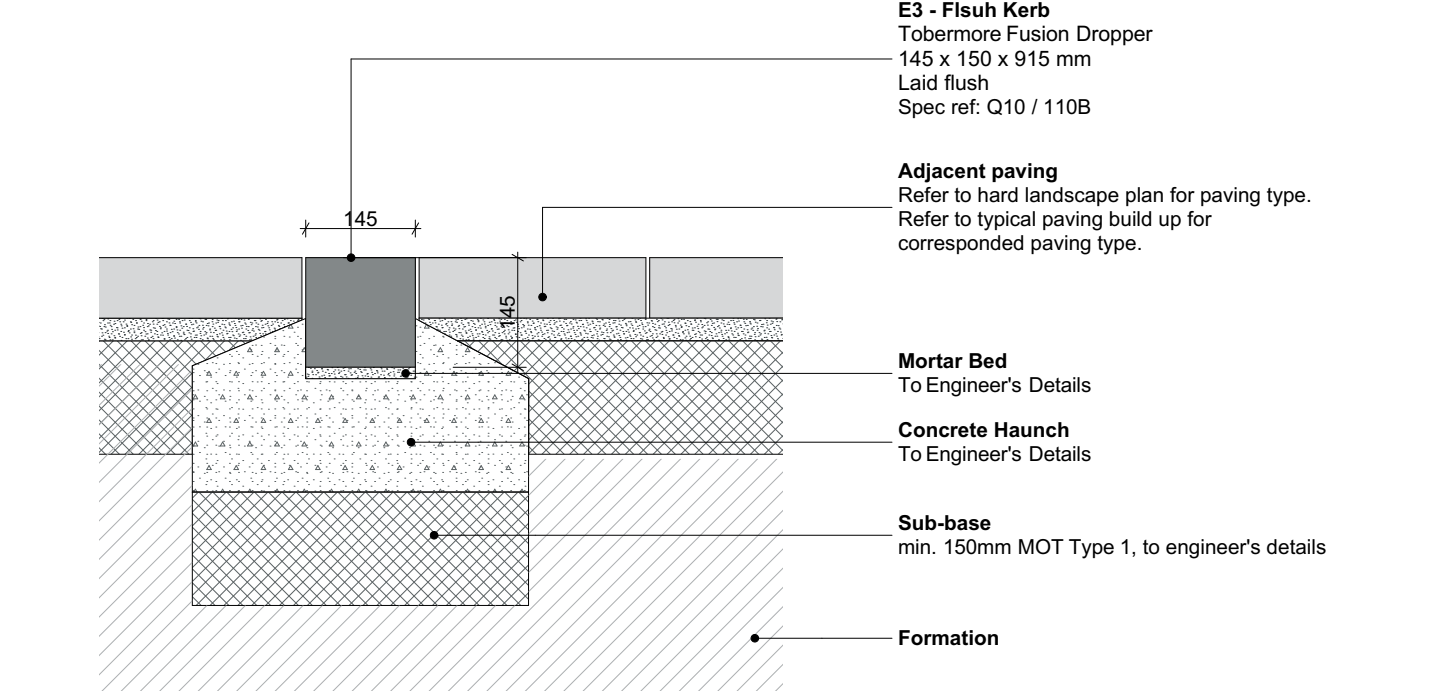 E3 - Flsuh Kerb
Tobermore Fusion Dropper
145 x 150 x 915 mm
Laid flush
Spec ref: Q10 / 110B
Adjacent paving
Refer to hard landscape plan for paving type.
Refer to typical paving build up for
corresponded paving type.
145
145
Mortar Bed
To Engineer's Details
Concrete Haunch
To Engineer's Details
Sub-base
min. 150mm MOT Type 1, to engineer's details
Formation